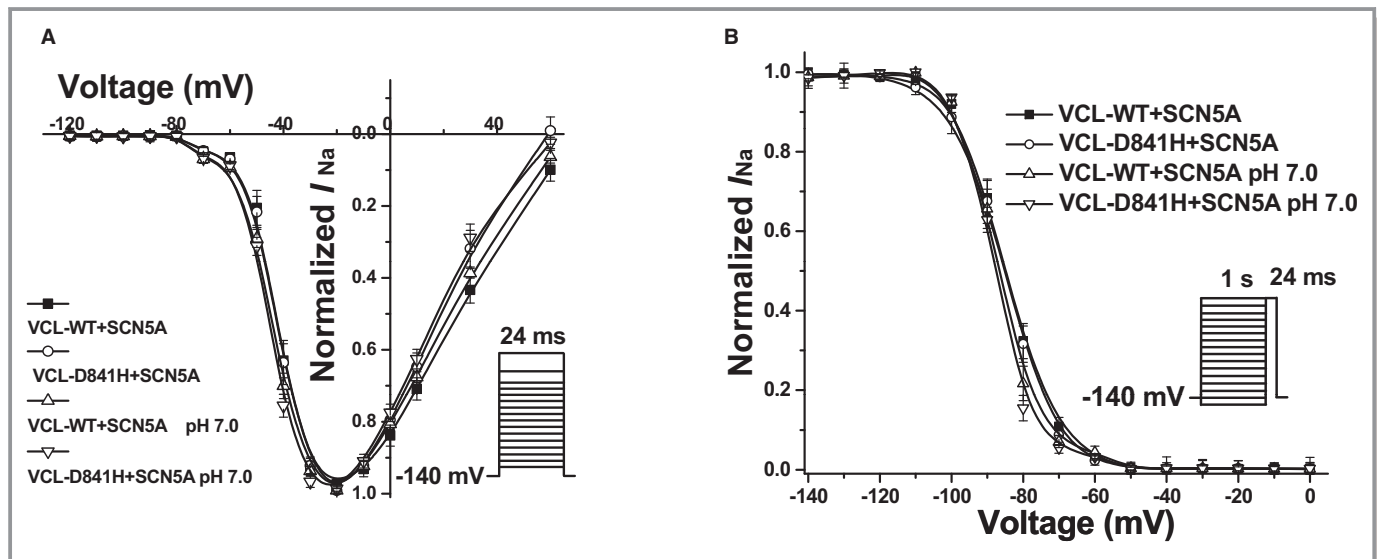 A
Voltage (mV)
-120
-80
-40
0.0
0
40
0.2
0.4
0.6
0.8
1.0
Normalized I Na
VCL-WT+SCN5A
VCL-D841H+SCN5A
VCL-WT+SCN5A pH 7.0
VCL-D841H+SCN5A pH 7.0
24 ms
-140 mV
B
1.0
0.8
0.6
0.4
0.2
0.0
Normalized INa
VCL-WT+SCN5A
VCL-D841H+SCN5A
VCL-WT+SCN5A pH 7.0
VCL-D841H+SCN5A pH 7.0
1 s 24 ms
-140 mV
-140 -120 -100 -80 -60 -40 -20 0
Voltage (mV)